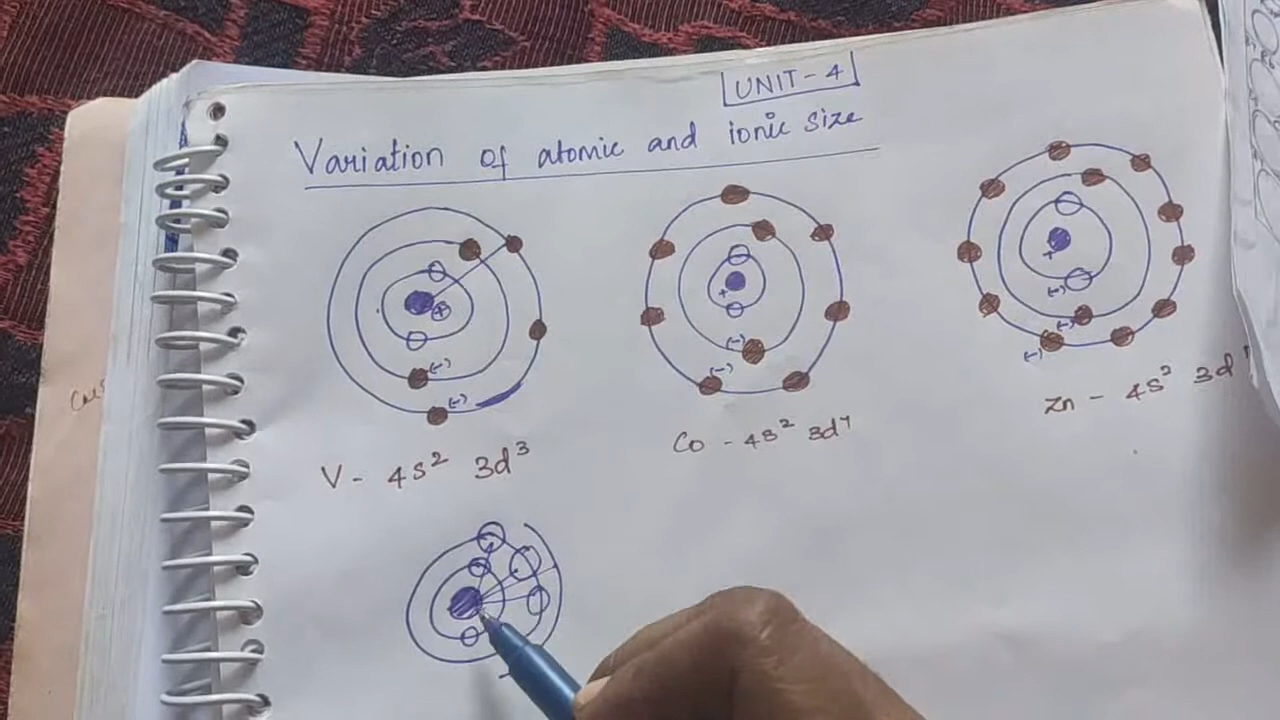 UNIT-4
Variation of atomic and ionic size
(-)
(-)
V- 4s² 3d³
+
(-)
(-)
Co - 4s² 3d⁷
+
(-)
(-)
(-)
Zn - 4s² 3d